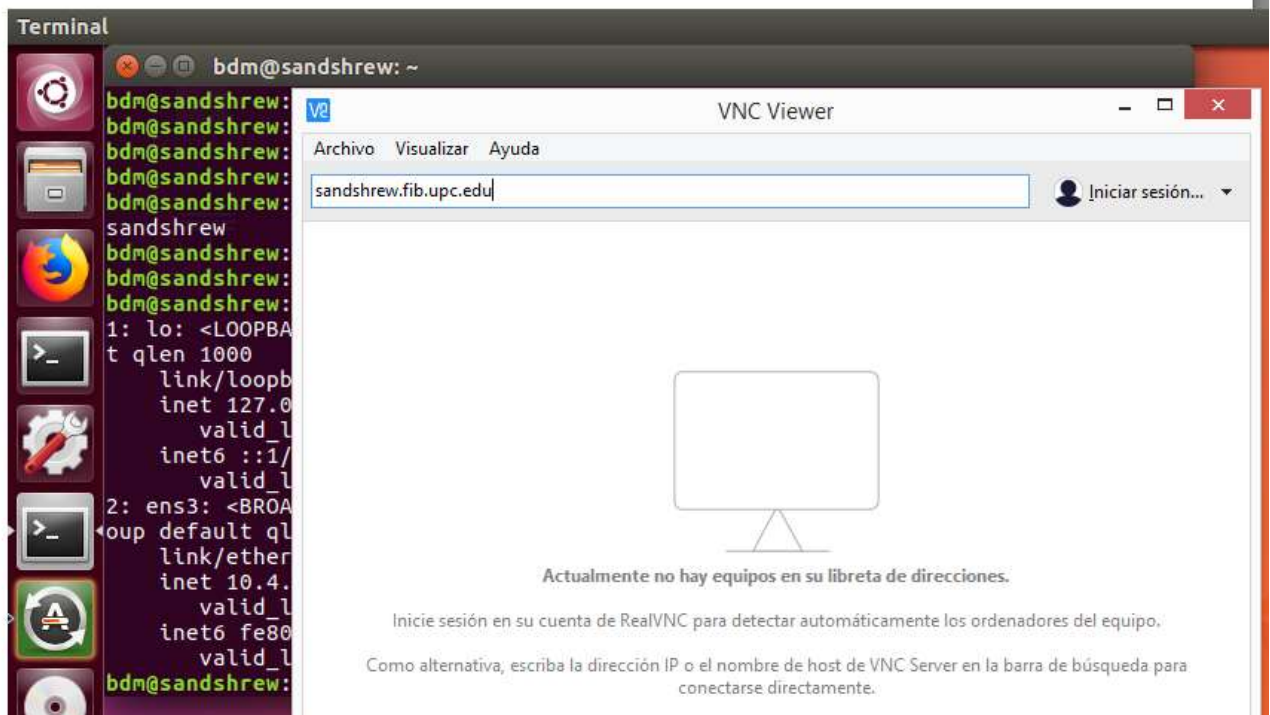 Terminal
bdm@sandshrew: ~
bdm@sandshrew:
bdm@sandshrew:
bdm@sandshrew:
bdm@sandshrew:
bdm@sandshrew:
sandshrew
bdm@sandshrew:
bdm@sandshrew:
bdm@sandshrew:
1: lo: <LOOPBA
t qlen 1000
link/loopb
inet 127.0
valid_l
inet6 ::1/
valid_l
2: ens3: <BROA
oup default ql
link/ether
inet 10.4.
valid_l
inet6 fe80
valid_l
bdm@sandshrew:
VNC Viewer
Archivo Visualizar Ayuda
sandshrew.fib.upc.edu
Iniciar sesión...
Actualmente no hay equipos en su libreta de direcciones.
Inicie sesión en su cuenta de RealVNC para detectar automáticamente los ordenadores del equipo.
Como alternativa, escriba la dirección IP o el nombre de host de VNC Server en la barra de búsqueda para
conectarse directamente.